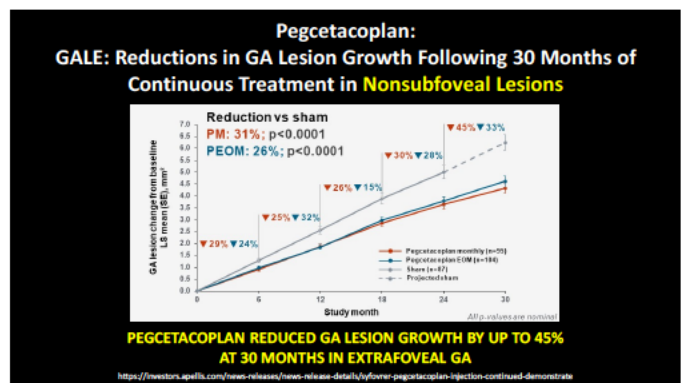 Pegcetacoplan:
GALE: Reductions in GA Lesion Growth Following 30 Months of
Continuous Treatment in Nonsubfoveal Lesions
Reduction vs sham
PM: 31%; p<0.0001
PEOM: 26%; p<0.0001
GA lesion change from baseline
LS mean (SE), mm²
7.0
6.5
6.0
5.5
5.0
4.5
4.0
3.5
3.0
2.5
2.0
1.5
1.0
0.5
0.0
▼29% ▼24%
▼25% ▼32%
▼26% ▼15%
▼30% ▼28%
▼45% ▼33%
Pegcetacoplan monthly
Pegcetacoplan EOM
Sham (n=87)
Projected sham
0 6 12 18 24 30
Study month
All p-values are nominal
PEGCETACOPLAN REDUCED GA LESION GROWTH BY UP TO 45%
AT 30 MONTHS IN EXTRAFOVEAL GA
https://investors.apellis.com/news-releases/news-release-details/syfovrer-pegcetacoplan-injection-continued-demonstrate